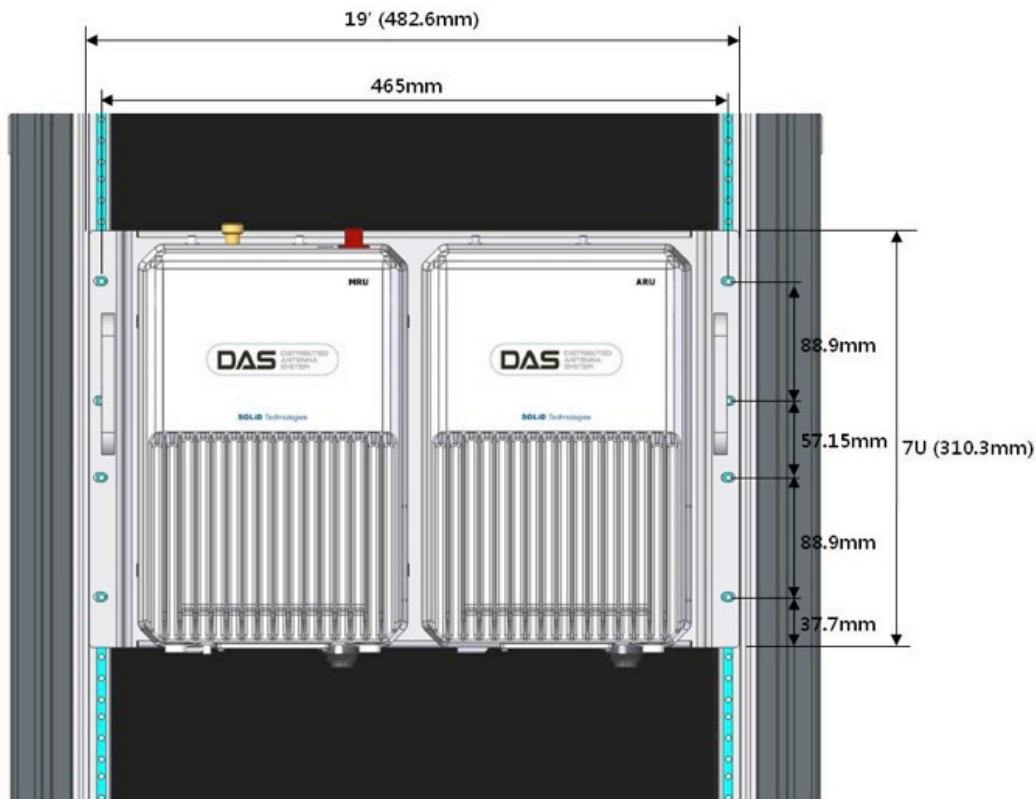 19' (482.6mm)
465mm
MRU
ARU
DAS DISTRIBUTED ANTENNA SYSTEM
DAS DISTRIBUTED ANTENNA SYSTEM
SOLiD Technologies
SOLiD Technologies
88.9mm
57.15mm
7U (310.3mm)
88.9mm
37.7mm